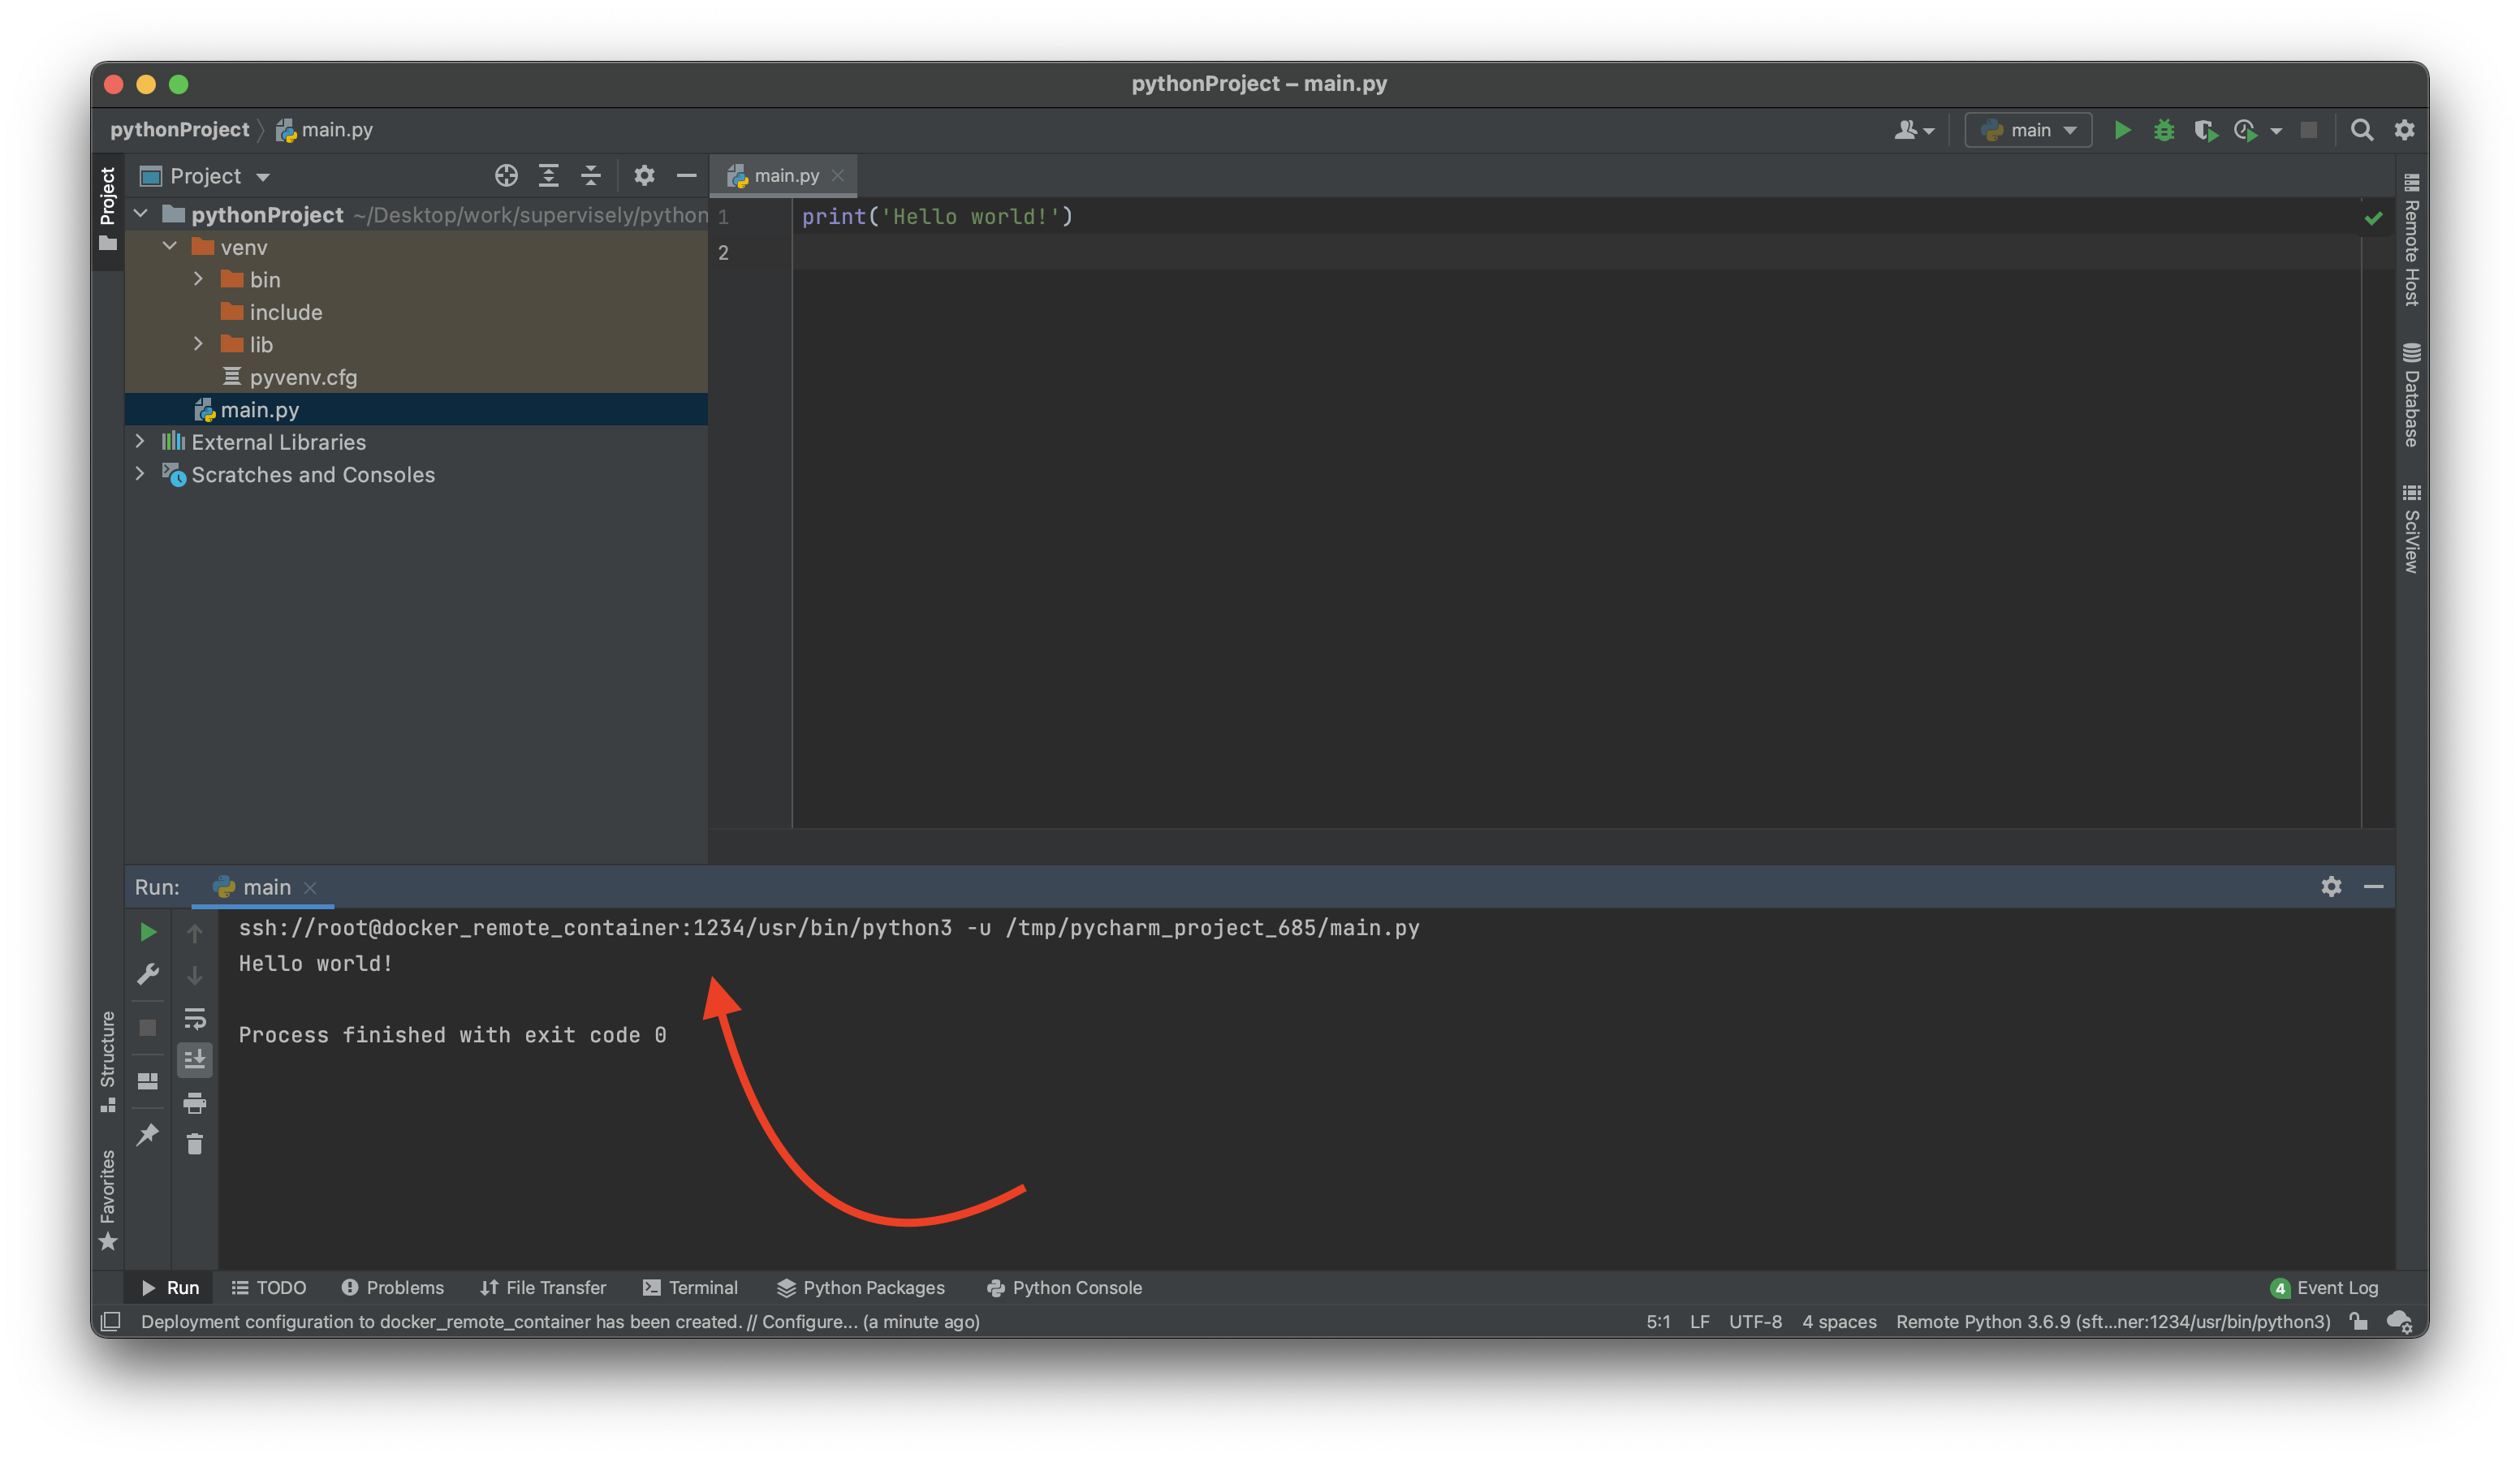 pythonProject – main.py
pythonProject main.py
main
Project
Project
main.py
Remote Host
Database
SciView
pythonProject ~/Desktop/work/supervisely/python
venv
bin
include
lib
pyvenv.cfg
main.py
External Libraries
Scratches and Consoles
1 print('Hello world!')
2
Run: main
ssh://root@docker_remote_container:1234/usr/bin/python3 -u /tmp/pycharm_project_685/main.py
Hello world!
Process finished with exit code 0
Structure
Favorites
Run TODO Problems File Transfer Terminal Python Packages Python Console 4 Event Log
Deployment configuration to docker_remote_container has been created. // Configure... (a minute ago) 5:1 LF UTF-8 4 spaces Remote Python 3.6.9 (sft...ner:1234/usr/bin/python3)